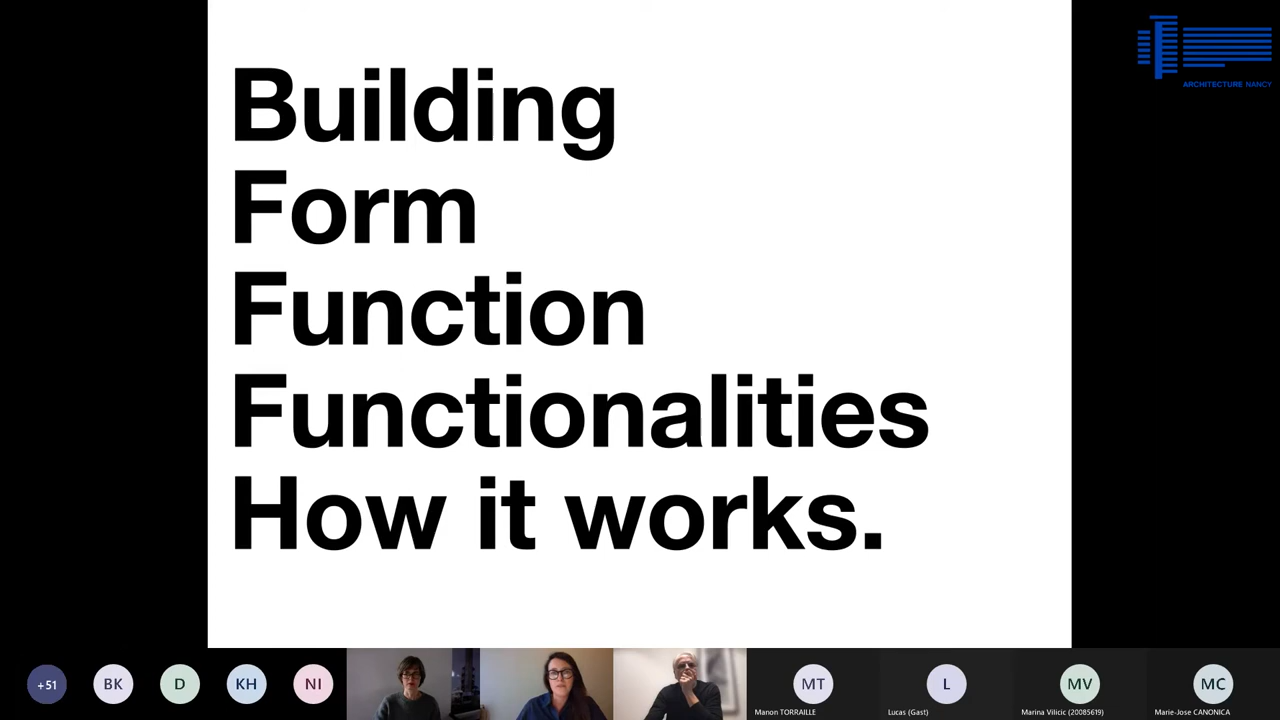 Building
Form
Function
Functionalities
How it works.
ARCHITECTURE NANCY
+51
BK
D
KH
NI
MT
L
MV
MC
Manon TORRAILLE
Lucas (Gast)
Marina Vilicic (20085619)
Marie-Jose CANONICA